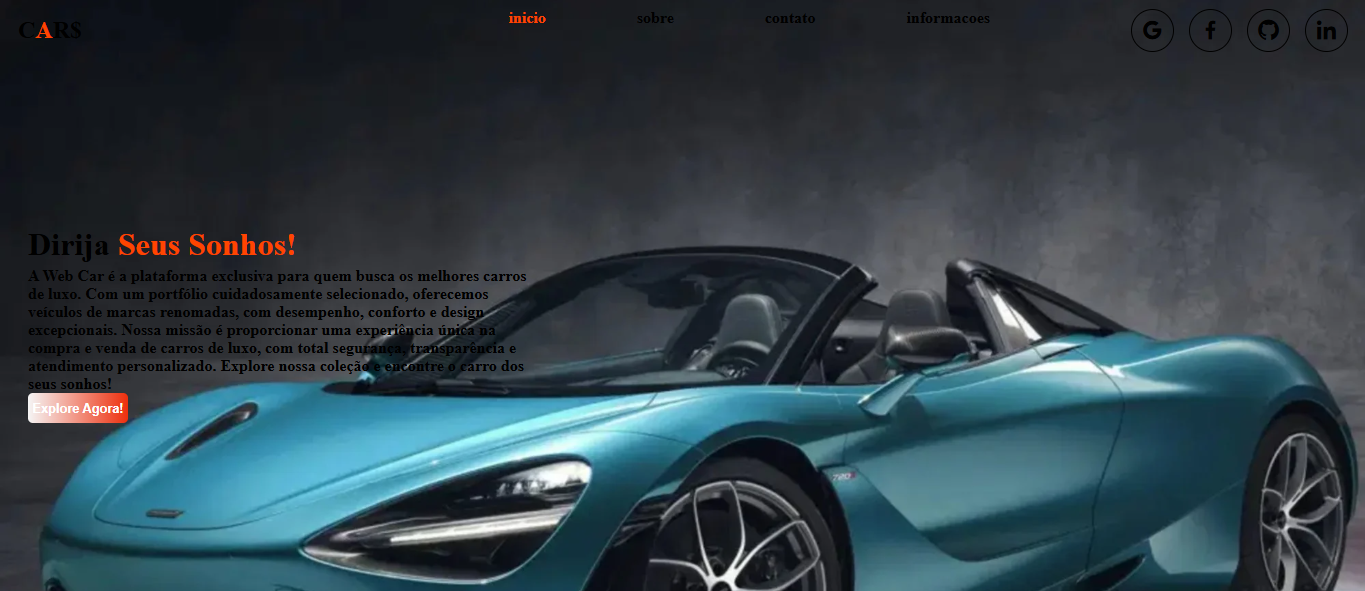 CAR$
inicio
sobre
contato
informacoes
Dirija Seus Sonhos!
A Web Car é a plataforma exclusiva para quem busca os melhores carros
de luxo. Com um portfólio cuidadosamente selecionado, oferecemos
veículos de marcas renomadas, com desempenho, conforto e design
excepcionais. Nossa missão é proporcionar uma experiência única na
compra e venda de carros de luxo, com total segurança, transparência e
atendimento personalizado. Explore nossa coleção e encontre o carro dos
seus sonhos!
Explore Agora!
720S